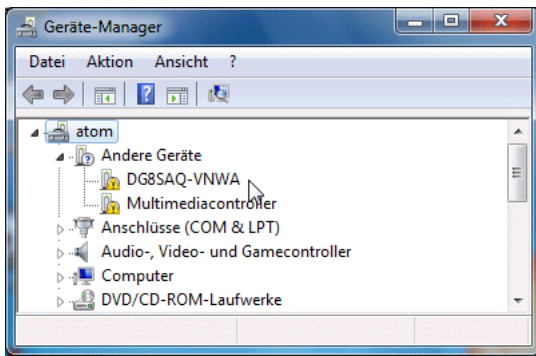 Geräte-Manager
Datei Aktion Ansicht ?
atom
Andere Geräte
DG8SAQ-VNWA
Multimediacontroller
Anschlüsse (COM & LPT)
Audio-, Video- und Gamecontroller
Computer
DVD/CD-ROM-Laufwerke